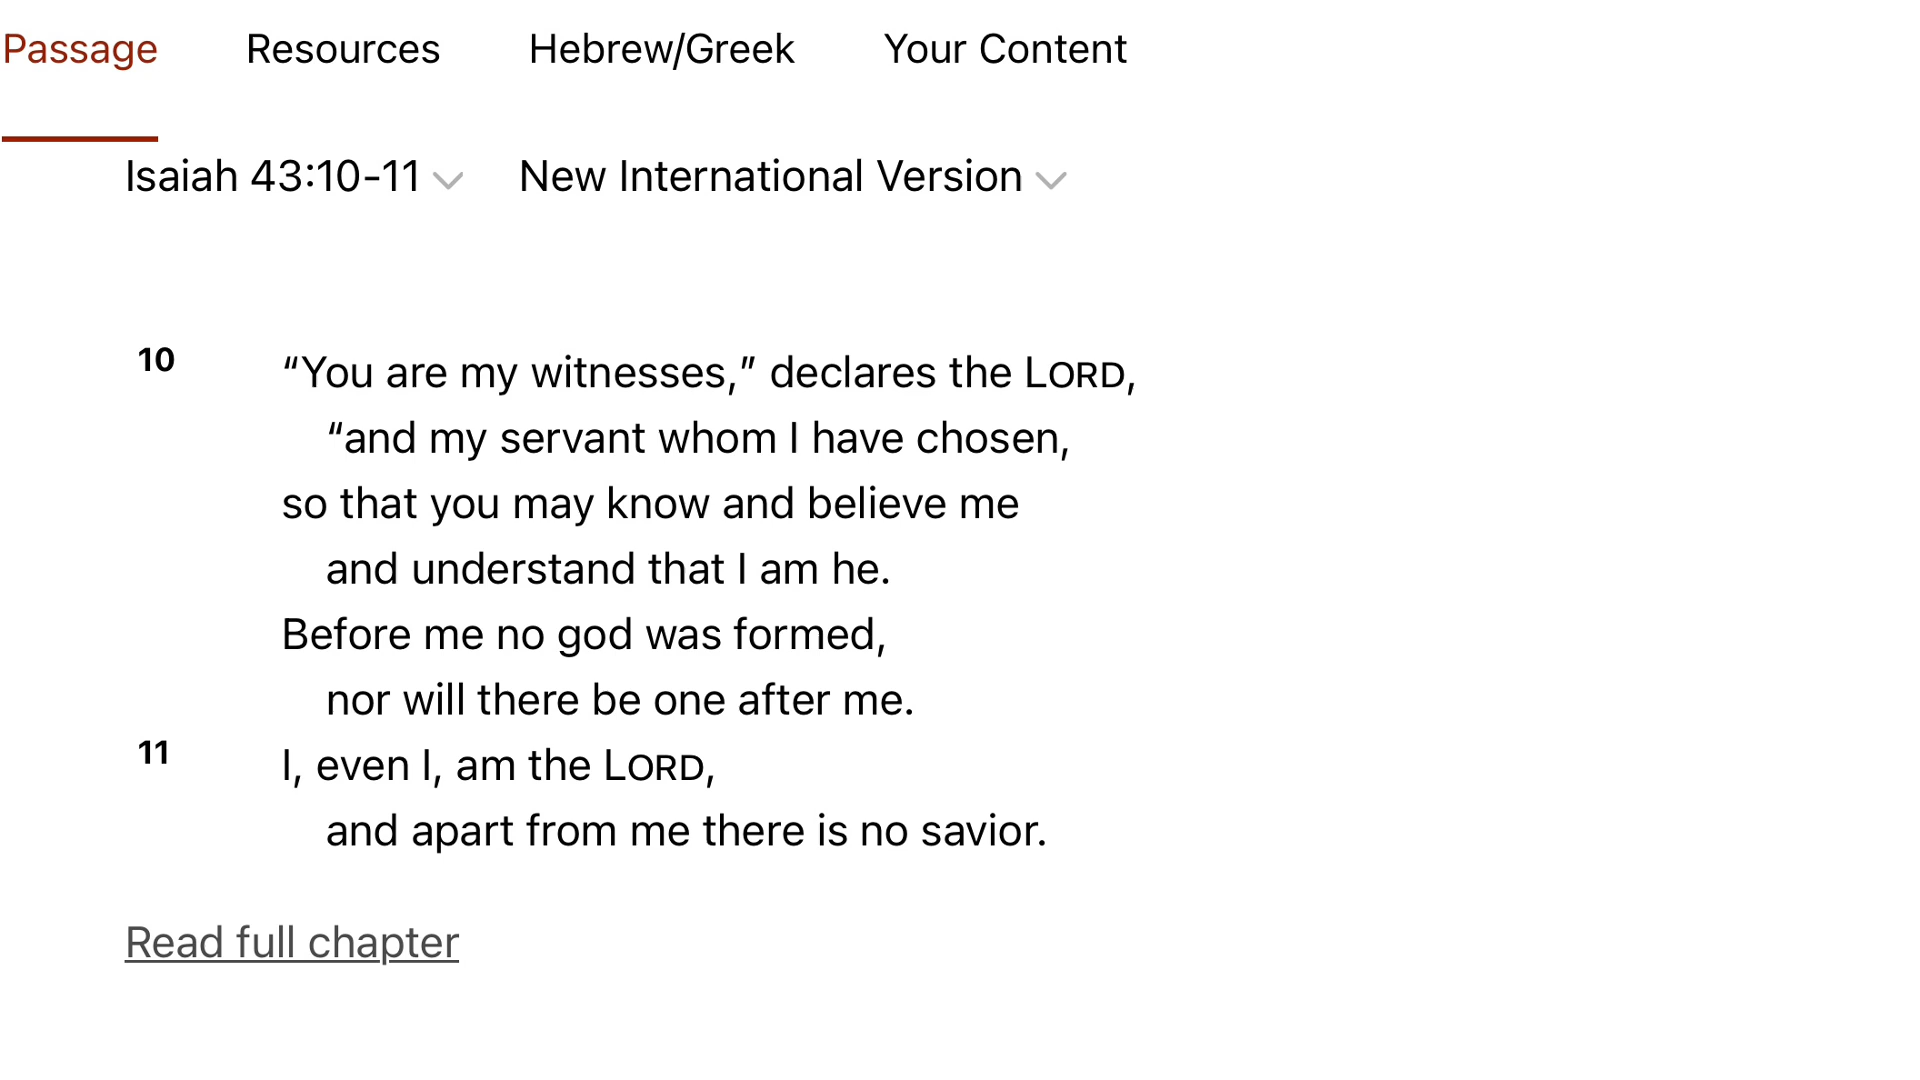 Passage Resources Hebrew/Greek Your Content
Isaiah 43:10-11 New International Version
10 “You are my witnesses,” declares the LORD,
“and my servant whom I have chosen,
so that you may know and believe me
and understand that I am he.
Before me no god was formed,
nor will there be one after me.
11 I, even I, am the LORD,
and apart from me there is no savior.
Read full chapter